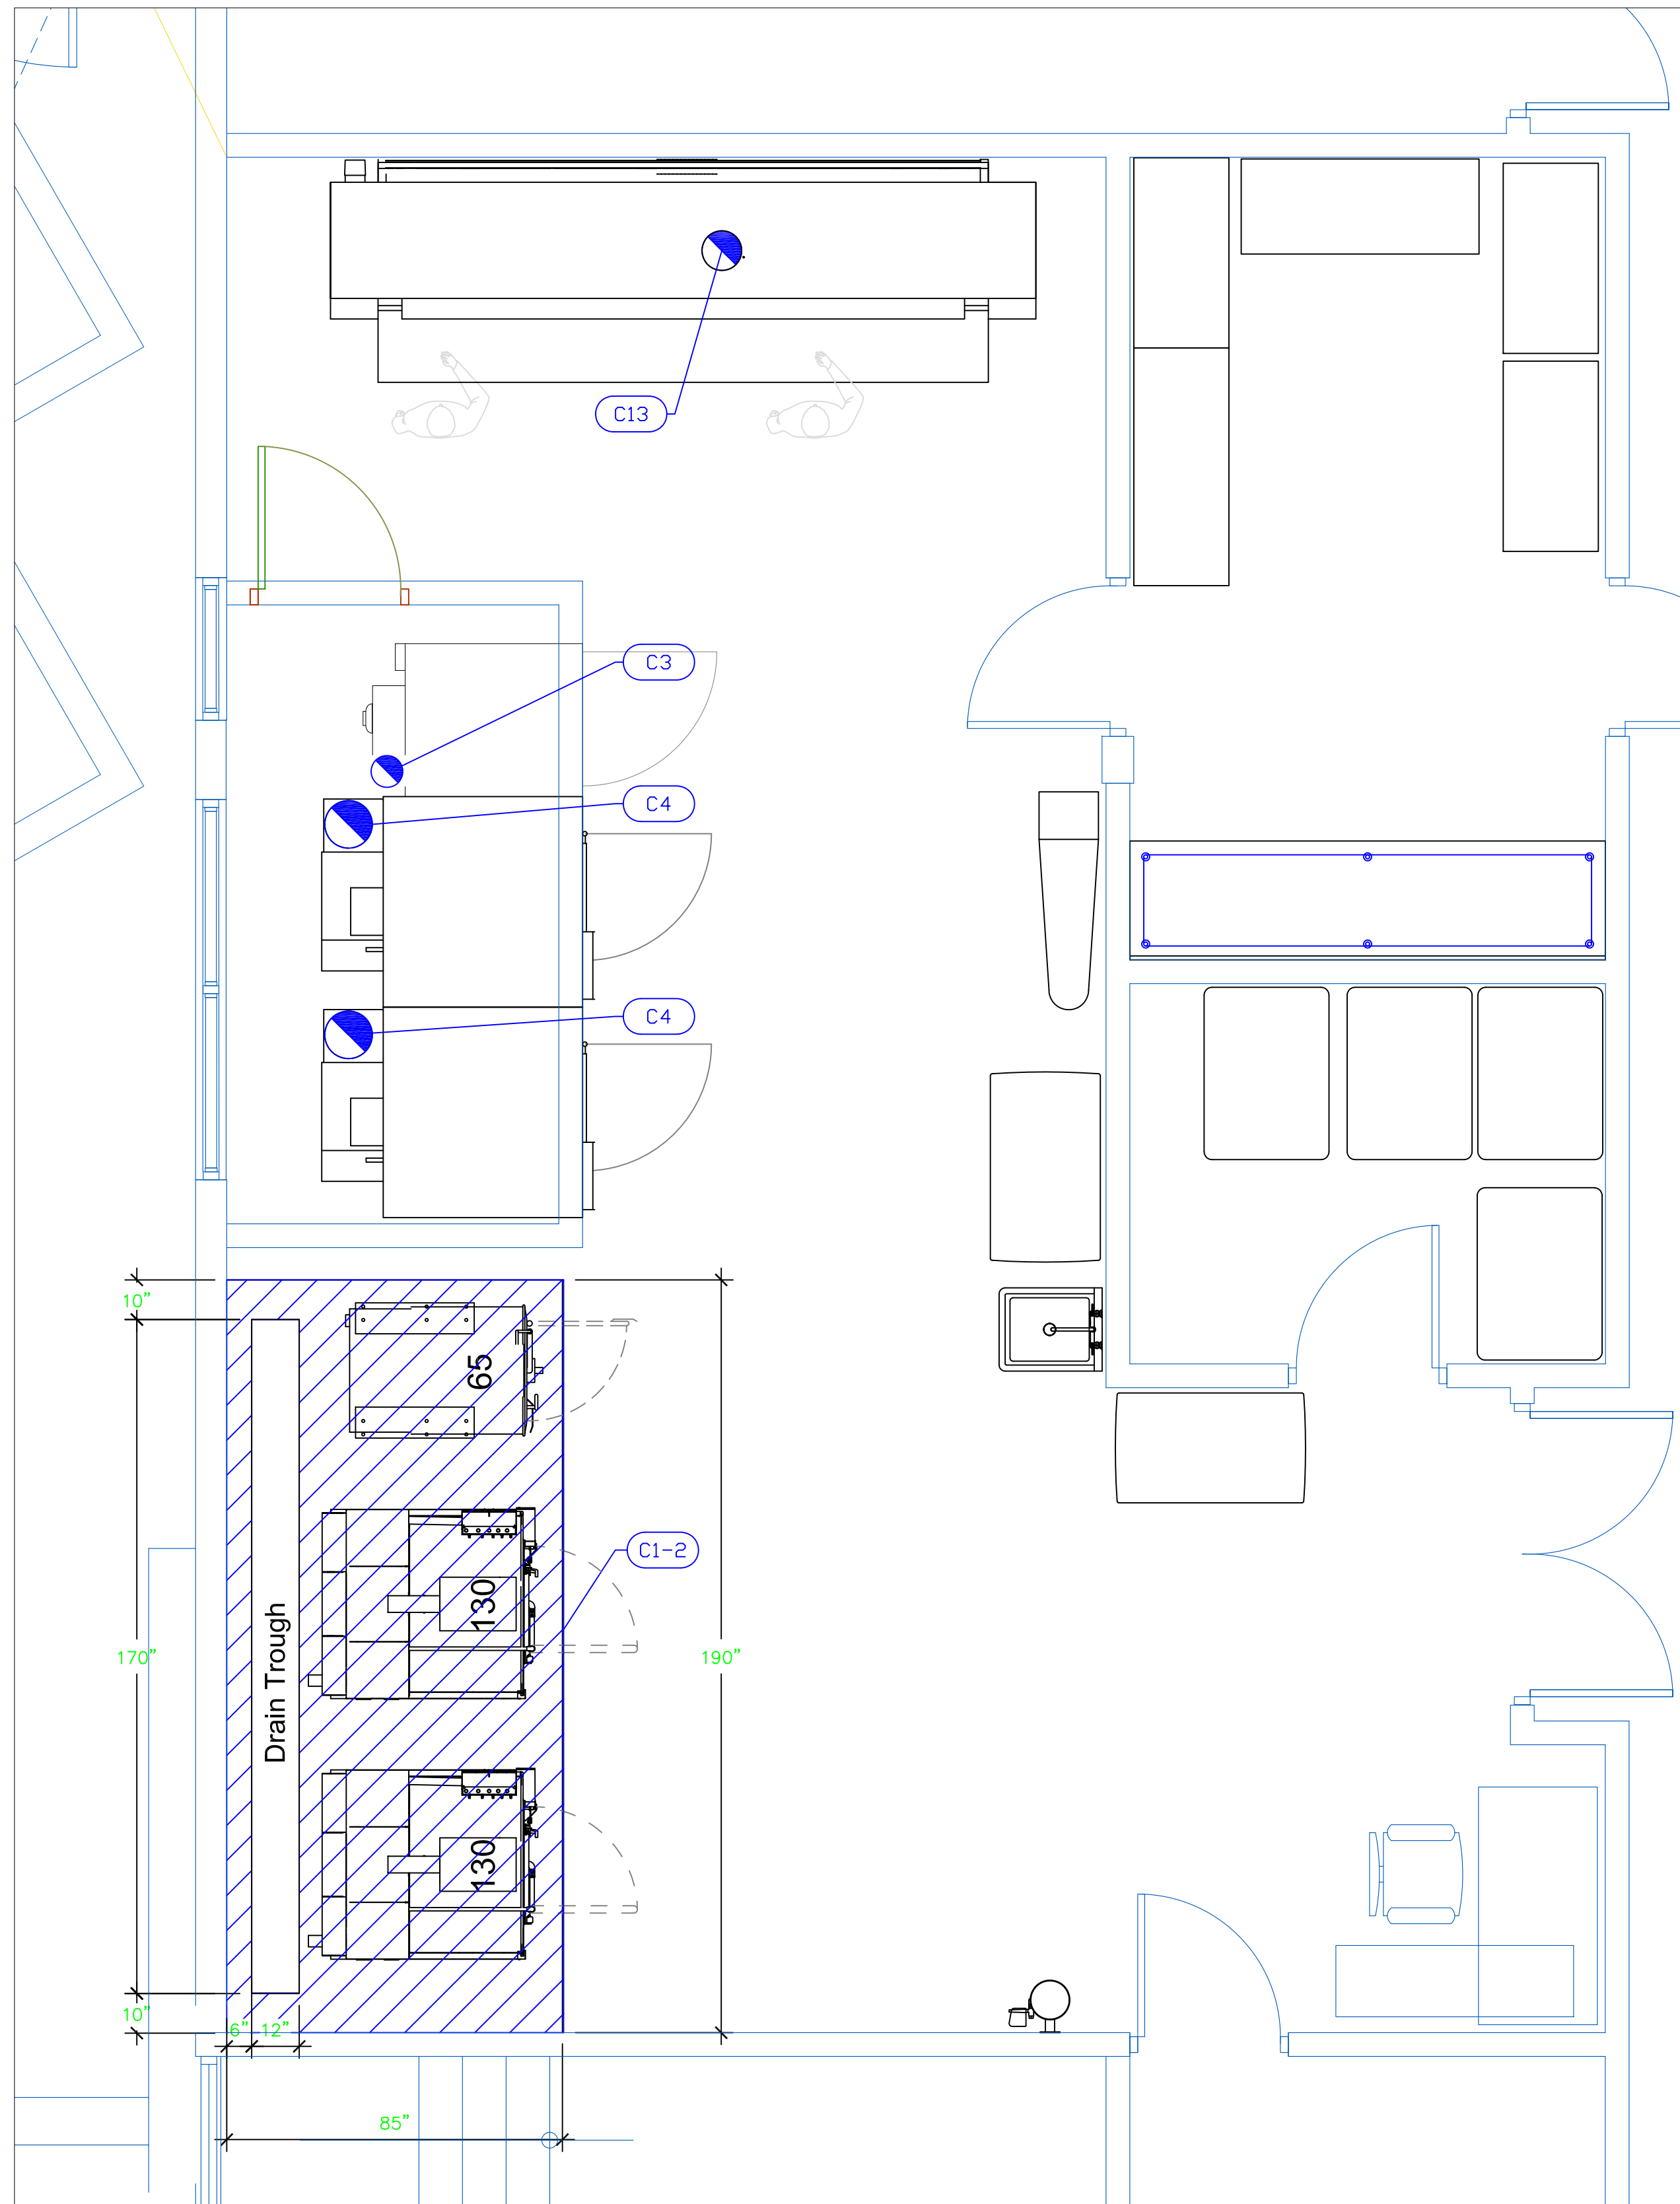 C13
C3
C4
C4
10”
65
C1-2
130
170”
Drain Trough
190”
130
10”
6”
12”
85”